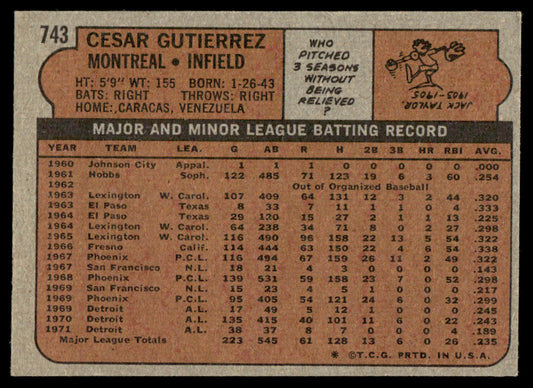 743
CESAR GUTIERREZ
MONTREAL • INFIELD
HT: 5'9" WT: 155 BORN: 1-26-43
BATS: RIGHT THROWS: RIGHT
HOME: CARACAS, VENEZUELA
WHO
PITCHED
3 SEASONS
WITHOUT
BEING
RELIEVED
?
JACK TAYLOR,
1903-1905.
MAJOR AND MINOR LEAGUE BATTING RECORD
YEAR TEAM LEA. G AB R H 2B 3B HR RBI AVG.
1960 Johnson City Appal. 1 1 1 0 0 0 0 0 .000
1961 Hobbs Soph. 122 485 71 123 19 6 3 60 .254
1962 Out of Organized Baseball
1963 Lexington W. Carol. 107 409 64 131 12 3 2 44 .320
1963 El Paso Texas 8 33 7 11 1 0 0 4 .333
1964 El Paso Texas 29 120 15 27 2 1 1 13 .225
1964 Lexington W. Carol. 64 238 34 71 8 0 2 27 .298
1965 Lexington W. Carol. 116 490 96 158 22 13 5 54 .322
1966 Fresno Calif. 114 444 63 150 22 4 6 54 .338
1967 Phoenix P.C.L. 116 494 65 159 11 6 2 49 .322
1967 San Francisco N.L. 18 21 4 3 0 0 0 0 .143
1968 Phoenix P.C.L. 139 531 59 158 23 7 0 52 .298
1969 San Francisco N.L. 15 23 4 5 1 0 0 0 .217
1969 Phoenix P.C.L. 95 405 54 121 24 6 0 32 .299
1969 Detroit A.L. 17 49 5 12 1 0 0 0 .245
1970 Detroit A.L. 135 415 40 101 11 6 0 22 .243
1971 Detroit A.L. 38 37 8 7 0 0 0 4 .189
Major League Totals 223 545 61 128 13 6 0 26 .235
* ©T.C.G. PRTD. IN U.S.A.